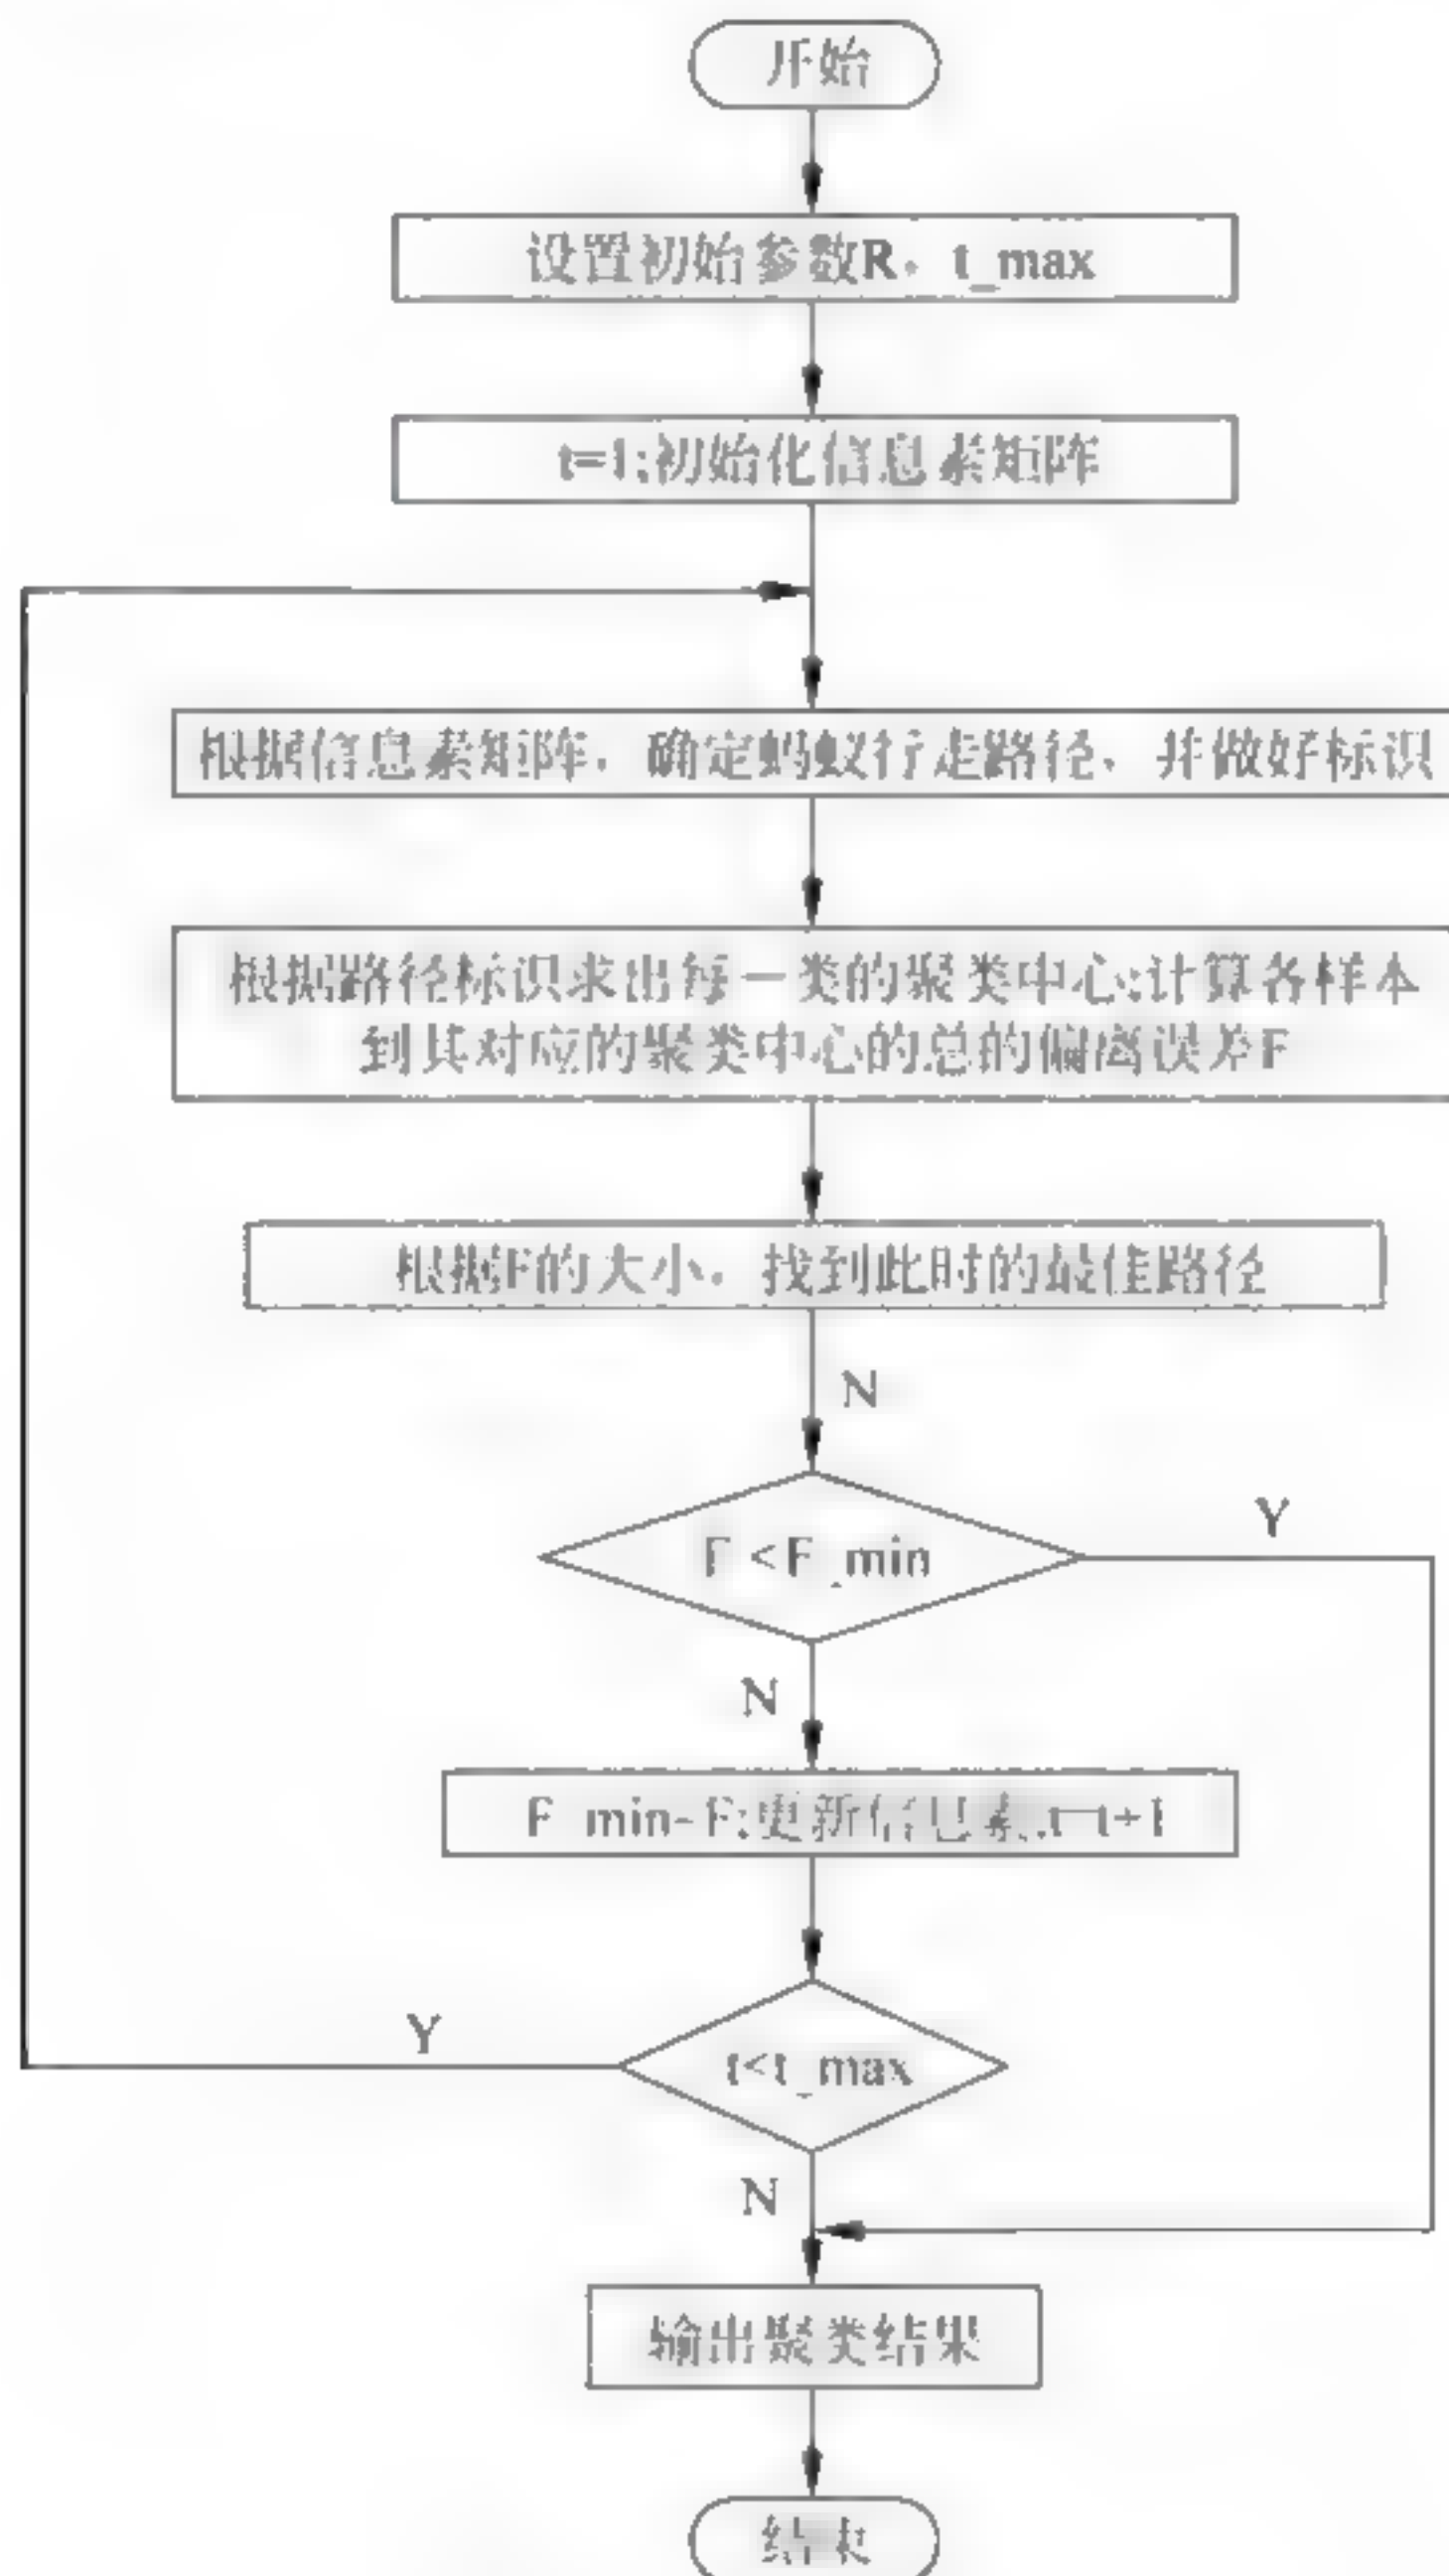 开始
设置初始参数R，t_max
t=1;初始化信息素矩阵
根据信息素矩阵，确定蚂蚁行走路径，并做好标识
根据路径标识求出每一类的聚类中心;计算各样本
到其对应的聚类中心的总的偏离误差F
根据F的大小，找到此时的最佳路径
N
F<F_min
Y
N
F_min=F;更新信息素,t=t+1
t<t_max
Y
N
输出聚类结果
结束